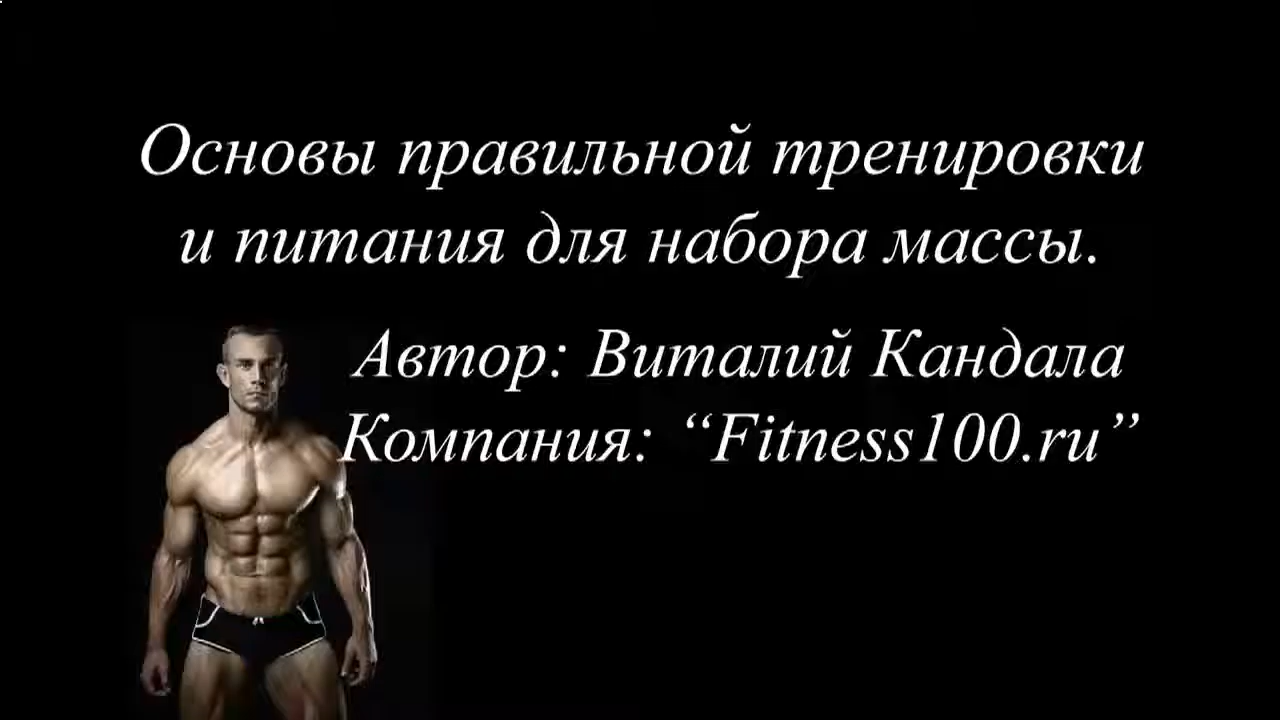 Основы правильной тренировки
и питания для набора массы.
Автор: Виталий Кандала
Компания: “Fitness100.ru”